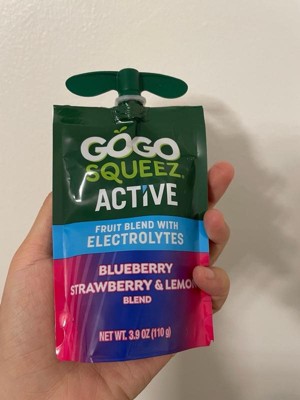 GOGO
SQUEEZ
ACTIVE
FRUIT BLEND WITH
ELECTROLYTES
BLUEBERRY
STRAWBERRY & LEMON
BLEND
NET WT. 3.9 OZ (110 g)